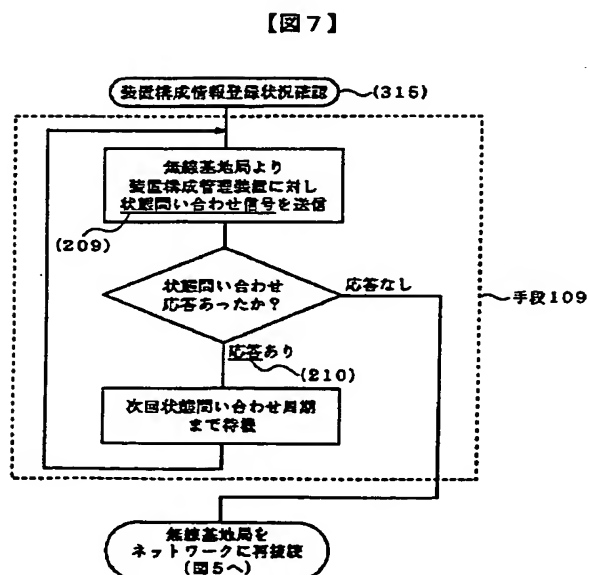 【図7】
装置構成情報登録状況確認
(315)
無線基地局より
装置構成管理装置に対し
状態問い合わせ信号を送信
(209)
状態問い合わせ
応答あったか?
応答なし
手段109
応答あり
(210)
次回状態問い合わせ周期
まで待機
無線基地局を
ネットワークに再接続
(図5へ)